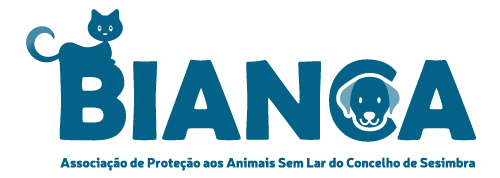 BIANCA
Associação de Proteção aos Animais Sem Lar do Concelho de Sesimbra